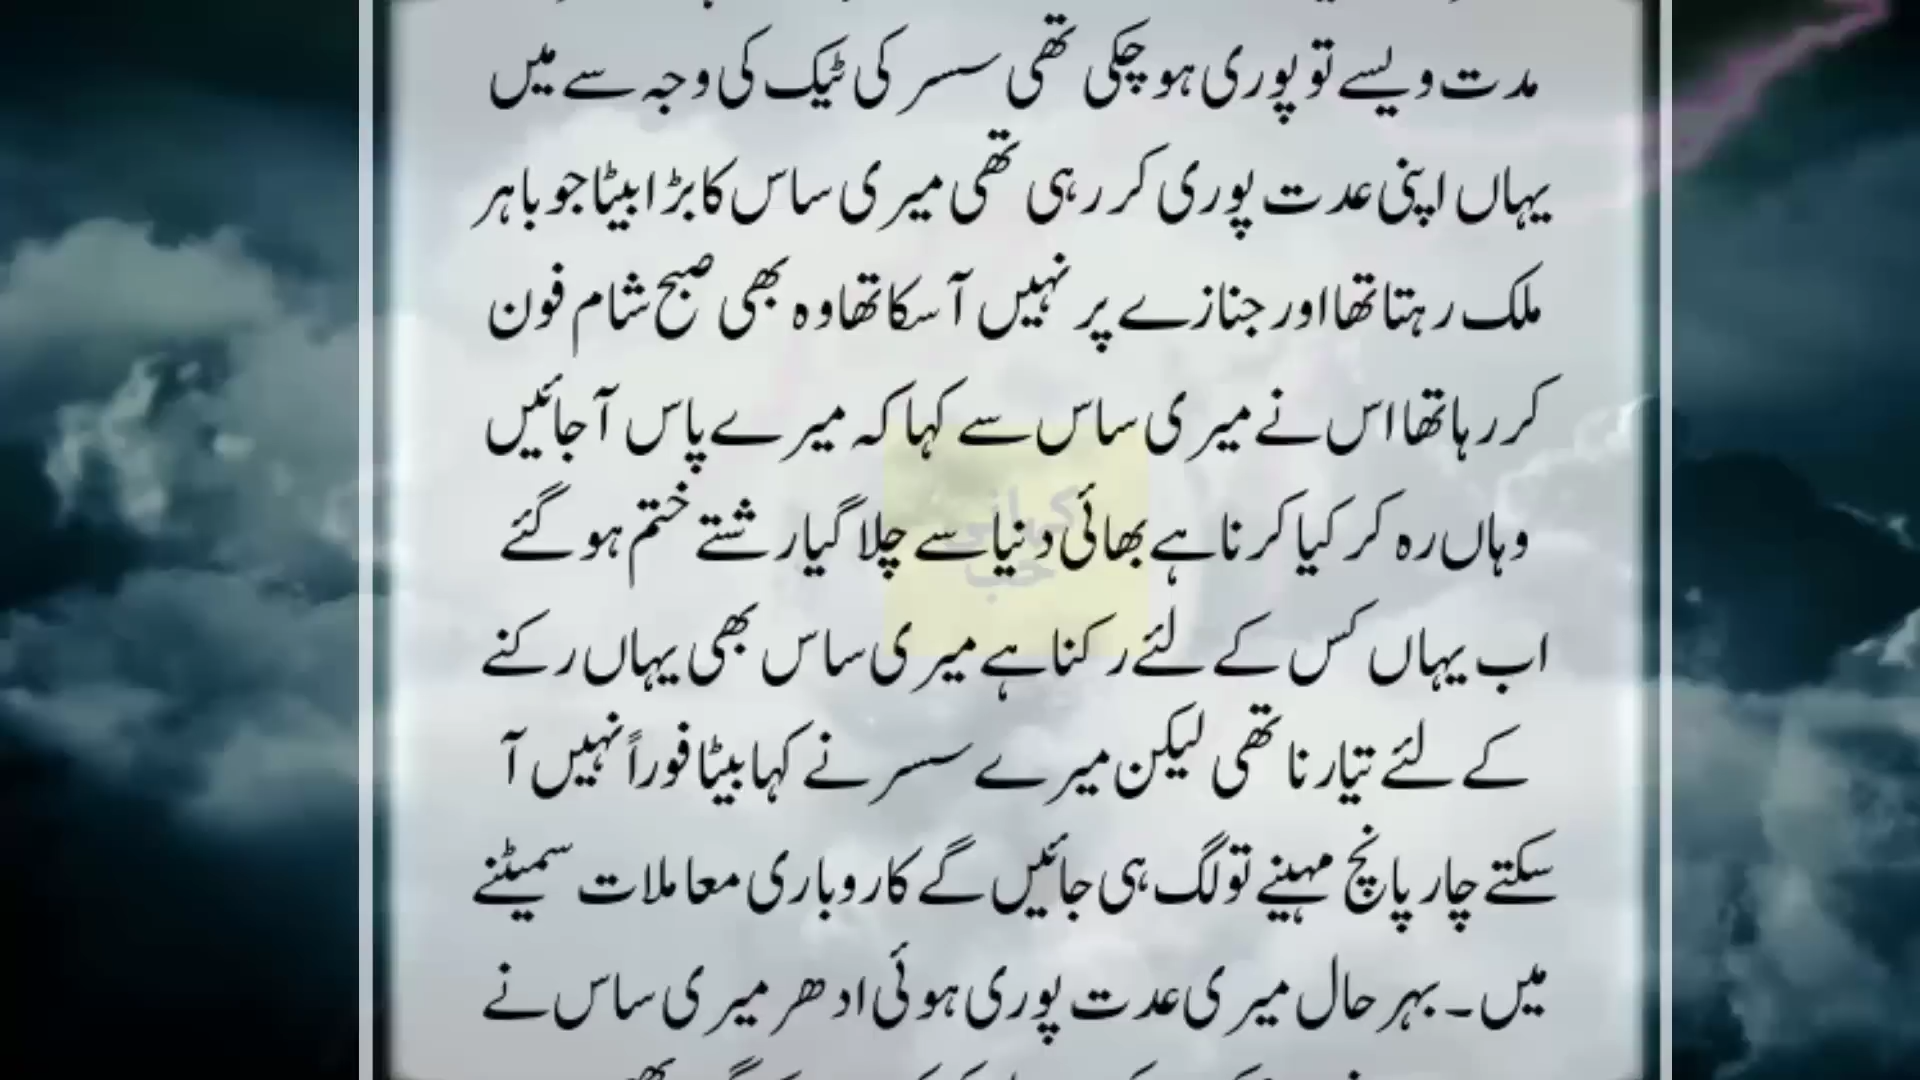 مدت ویسے تو پوری ہو چکی تھی سسر کی ٹیک کی وجہ سے میں
یہاں اپنی عدت پوری کر رہی تھی میری ساس کا بڑا بیٹا جو باہر
ملک رہتا تھا اور جنازے پر نہیں آسکا تھا وہ بھی صبح شام فون
کر رہا تھا اس نے میری ساس سے کہا کہ میرے پاس آجائیں
وہاں رہ کر کیا کرنا ہے بھائی دنیا سے چلا گیا رشتے ختم ہو گئے
اب یہاں کس کے لئے رکنا ہے میری ساس بھی یہاں رکنے
کے لئے تیار نا تھی لیکن میرے سسر نے کہا بیٹا فوراً نہیں آ
سکتے چار پانچ مہینے تو لگ ہی جائیں گے کاروباری معاملات سمیٹنے
میں۔ بہر حال میری عدت پوری ہوئی ادھر میری ساس نے